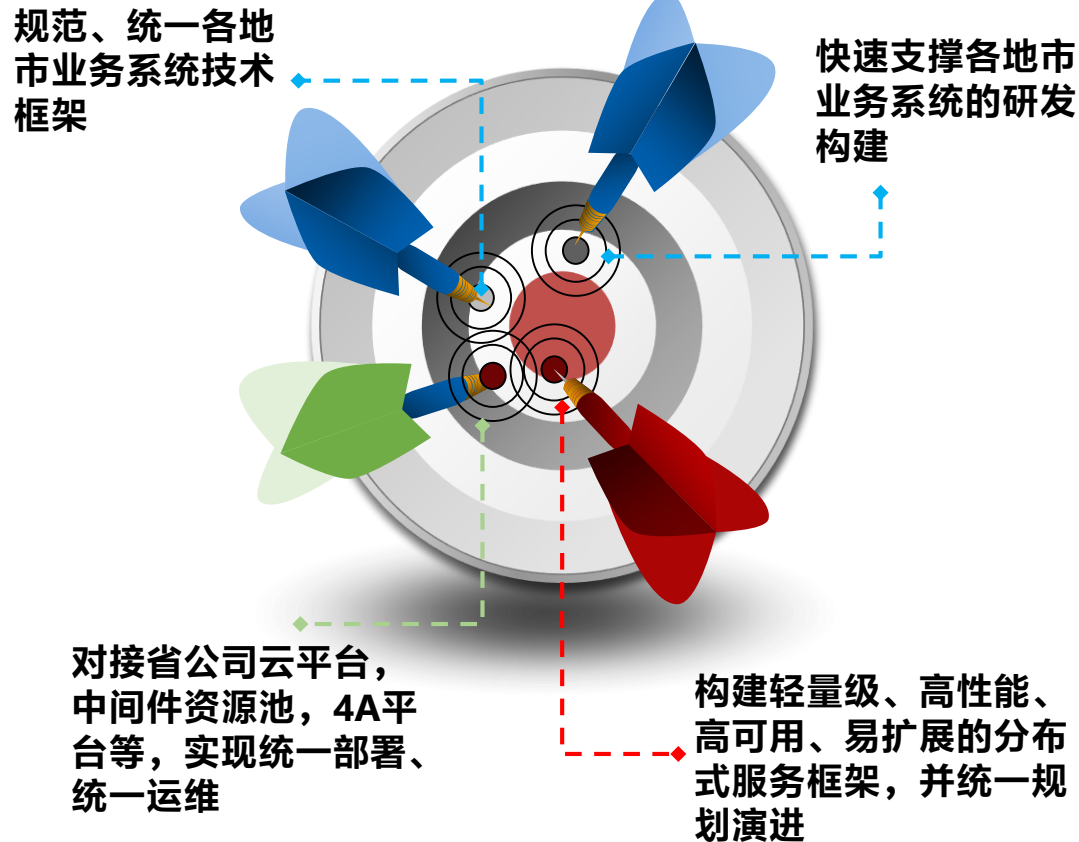 规范、统一各地
市业务系统技术
框架
快速支撑各地市
业务系统的研发
构建
对接省公司云平台，
中间件资源池，4A平
台等，实现统一部署、
统一运维
构建轻量级、高性能、
高可用、易扩展的分布
式服务框架，并统一规
划演进